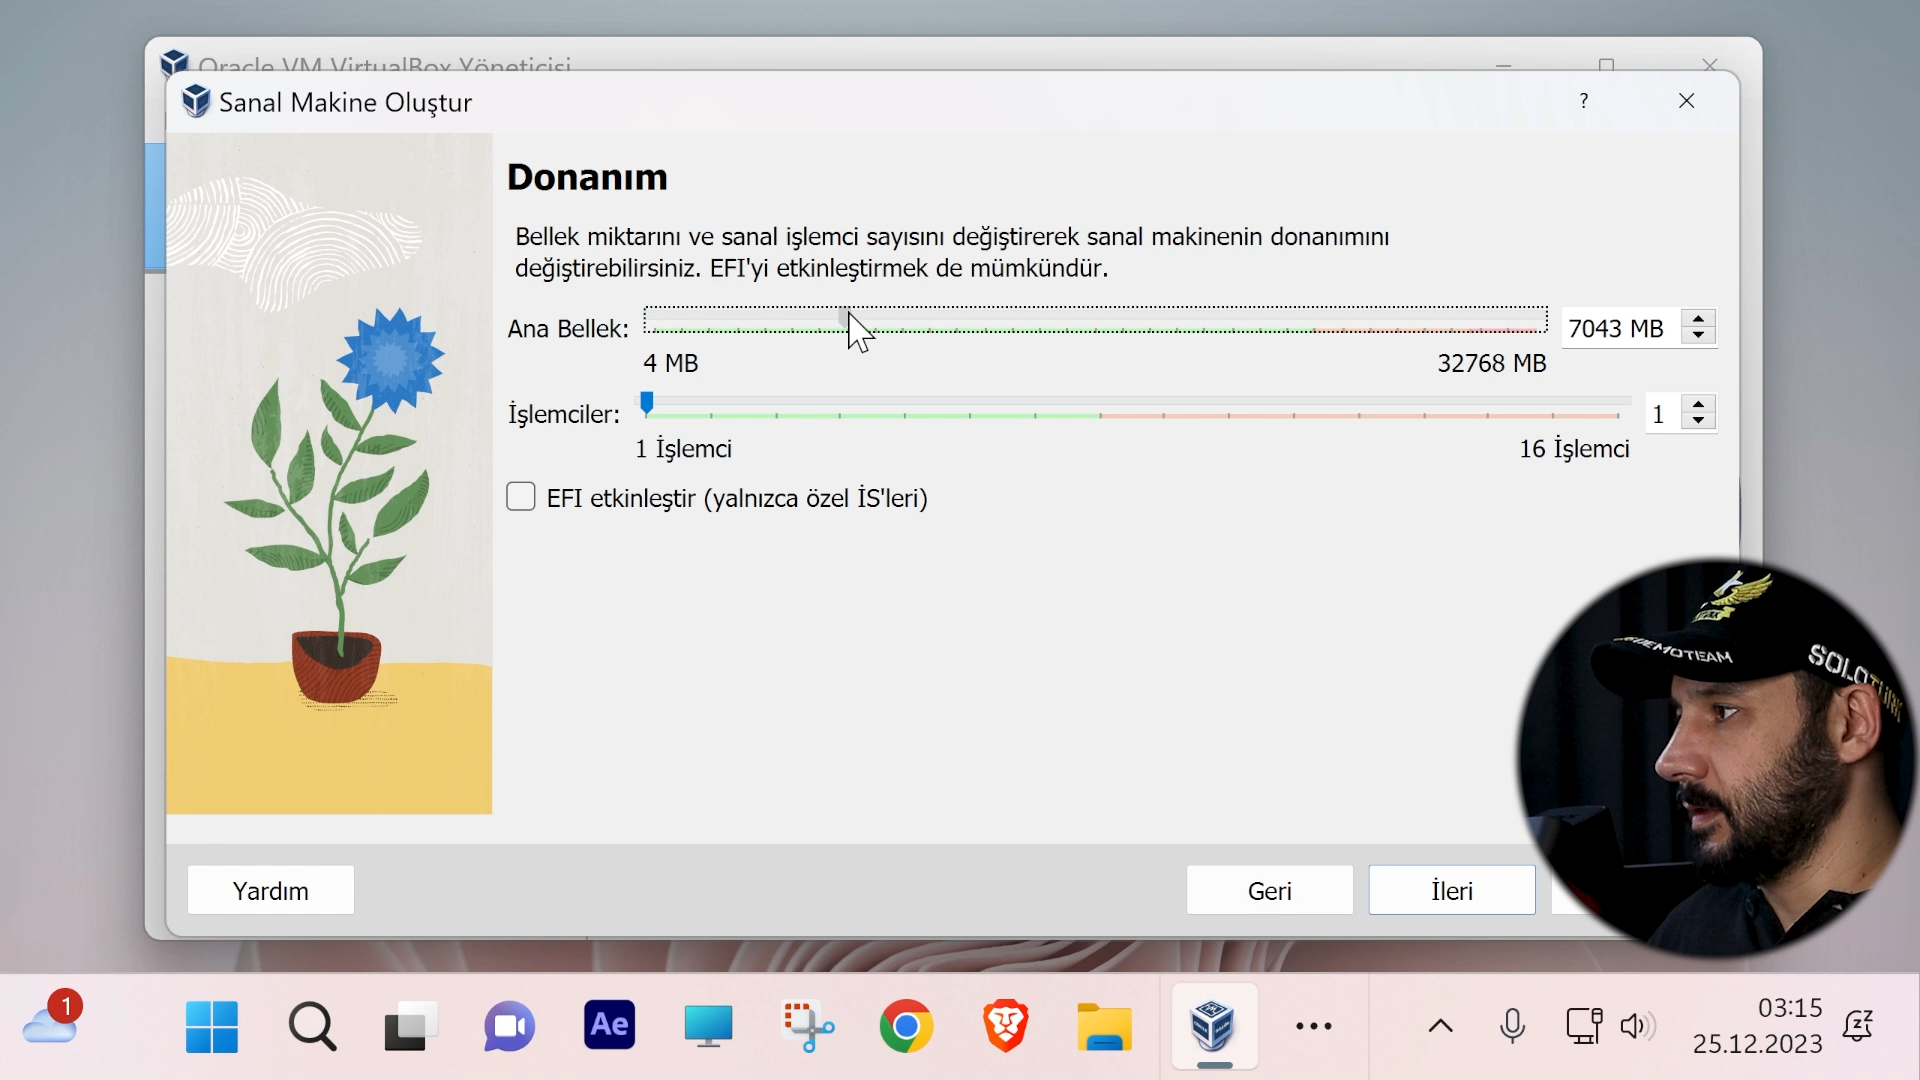 Oracle VM VirtualBox Yöneticisi
Sanal Makine Oluştur
?
Donanım
Bellek miktarını ve sanal işlemci sayısını değiştirerek sanal makinenin donanımını
değiştirebilirsiniz. EFI'yi etkinleştirmek de mümkündür.
Ana Bellek:
7043 MB
4 MB
32768 MB
İşlemciler:
1
1 İşlemci
16 İşlemci
EFI etkinleştir (yalnızca özel İS'leri)
DEMOTEAM
SOLOTÜRK
Yardım
Geri
İleri
1
Ae
03:15
25.12.2023